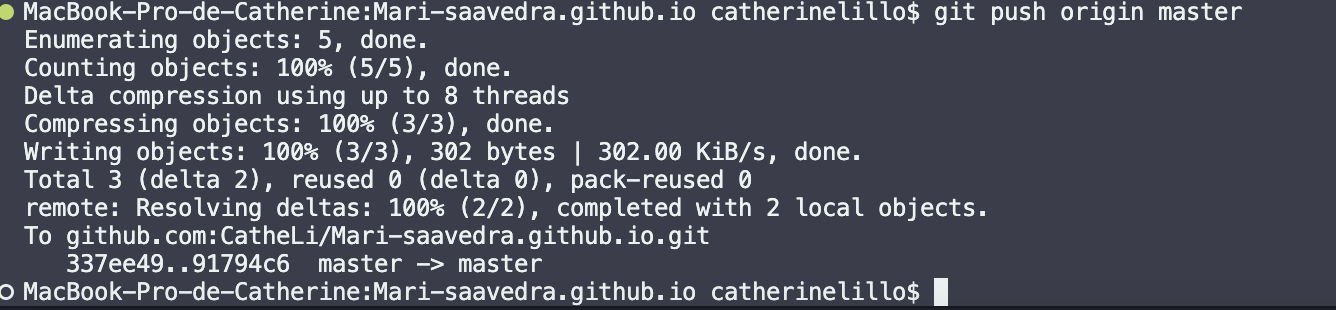 MacBook-Pro-de-Catherine:Mari-saavedra.github.io catherinelillo$ git push origin master
Enumerating objects: 5, done.
Counting objects: 100% (5/5), done.
Delta compression using up to 8 threads
Compressing objects: 100% (3/3), done.
Writing objects: 100% (3/3), 302 bytes | 302.00 KiB/s, done.
Total 3 (delta 2), reused 0 (delta 0), pack-reused 0
remote: Resolving deltas: 100% (2/2), completed with 2 local objects.
To github.com:CatheLi/Mari-saavedra.github.io.git
   337ee49..91794c6  master -> master
MacBook-Pro-de-Catherine:Mari-saavedra.github.io catherinelillo$